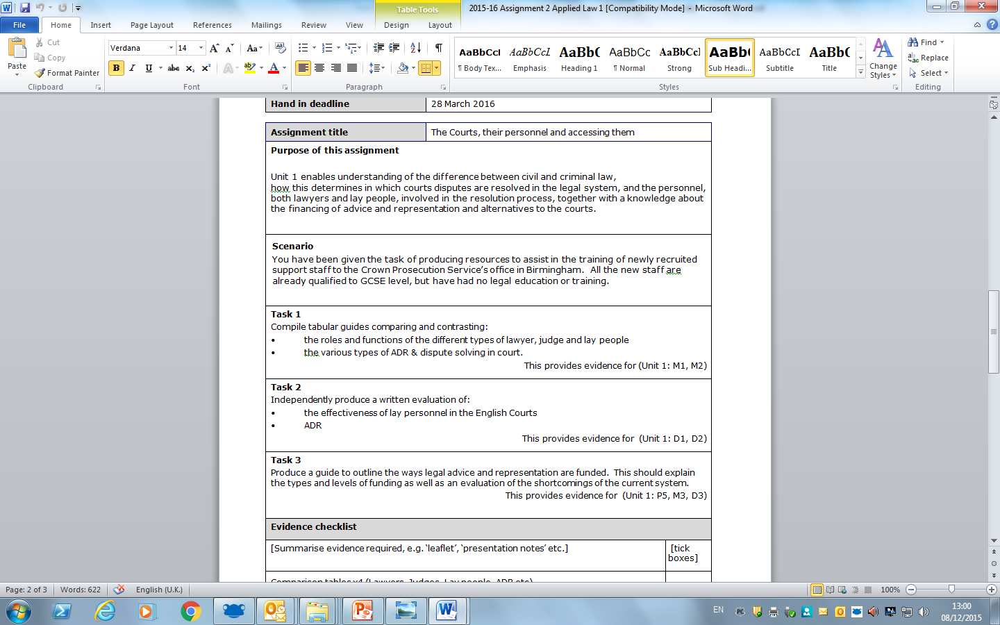 Table Tools
2015-16 Assignment 2 Applied Law 1 [Compatibility Mode] - Microsoft Word
File Home Insert Page Layout References Mailings Review View Design Layout
Paste
Cut
Copy
Format Painter
Clipboard
Verdana 14
Font
Paragraph
AaBbCcI AaBbCcL AaBb( AaBbCc AaBbCcl AaBb( AaBbCcD AaBbC
¶ Body Tex... Emphasis Heading 1 ¶ Normal Strong Sub Headi... Subtitle Title
Styles
Change Styles
Find
Replace
Select
Editing
Hand in deadline 28 March 2016
Assignment title The Courts, their personnel and accessing them
Purpose of this assignment
Unit 1 enables understanding of the difference between civil and criminal law,
how this determines in which courts disputes are resolved in the legal system, and the personnel,
both lawyers and lay people, involved in the resolution process, together with a knowledge about
the financing of advice and representation and alternatives to the courts.
Scenario
You have been given the task of producing resources to assist in the training of newly recruited
support staff to the Crown Prosecution Service's office in Birmingham. All the new staff are
already qualified to GCSE level, but have had no legal education or training.
Task 1
Compile tabular guides comparing and contrasting:
• the roles and functions of the different types of lawyer, judge and lay people
• the various types of ADR & dispute solving in court.
This provides evidence for (Unit 1: M1, M2)
Task 2
Independently produce a written evaluation of:
• the effectiveness of lay personnel in the English Courts
• ADR
This provides evidence for (Unit 1: D1, D2)
Task 3
Produce a guide to outline the ways legal advice and representation are funded. This should explain
the types and levels of funding as well as an evaluation of the shortcomings of the current system.
This provides evidence for (Unit 1: P5, M3, D3)
Evidence checklist
[Summarise evidence required, e.g. 'leaflet', 'presentation notes' etc.] [tick
boxes]
Comparison tables x4 (Lawyers, Judges, Lay people, ADR etc)
Page: 2 of 3 Words: 622 English (U.K.) 100%
EN
13:00
08/12/2015